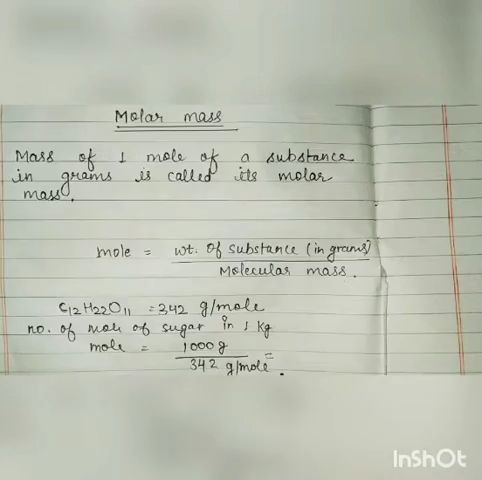 Molar mass
Mass of 1 mole of a substance
in grams is called its molar
mass.
mole = wt. of substance (in grams)
Molecular mass.
C12H22O11 = 342 g/mole
no. of mole of sugar in 1 kg
mole = 1000 g =
342 g/mole .
InShOt